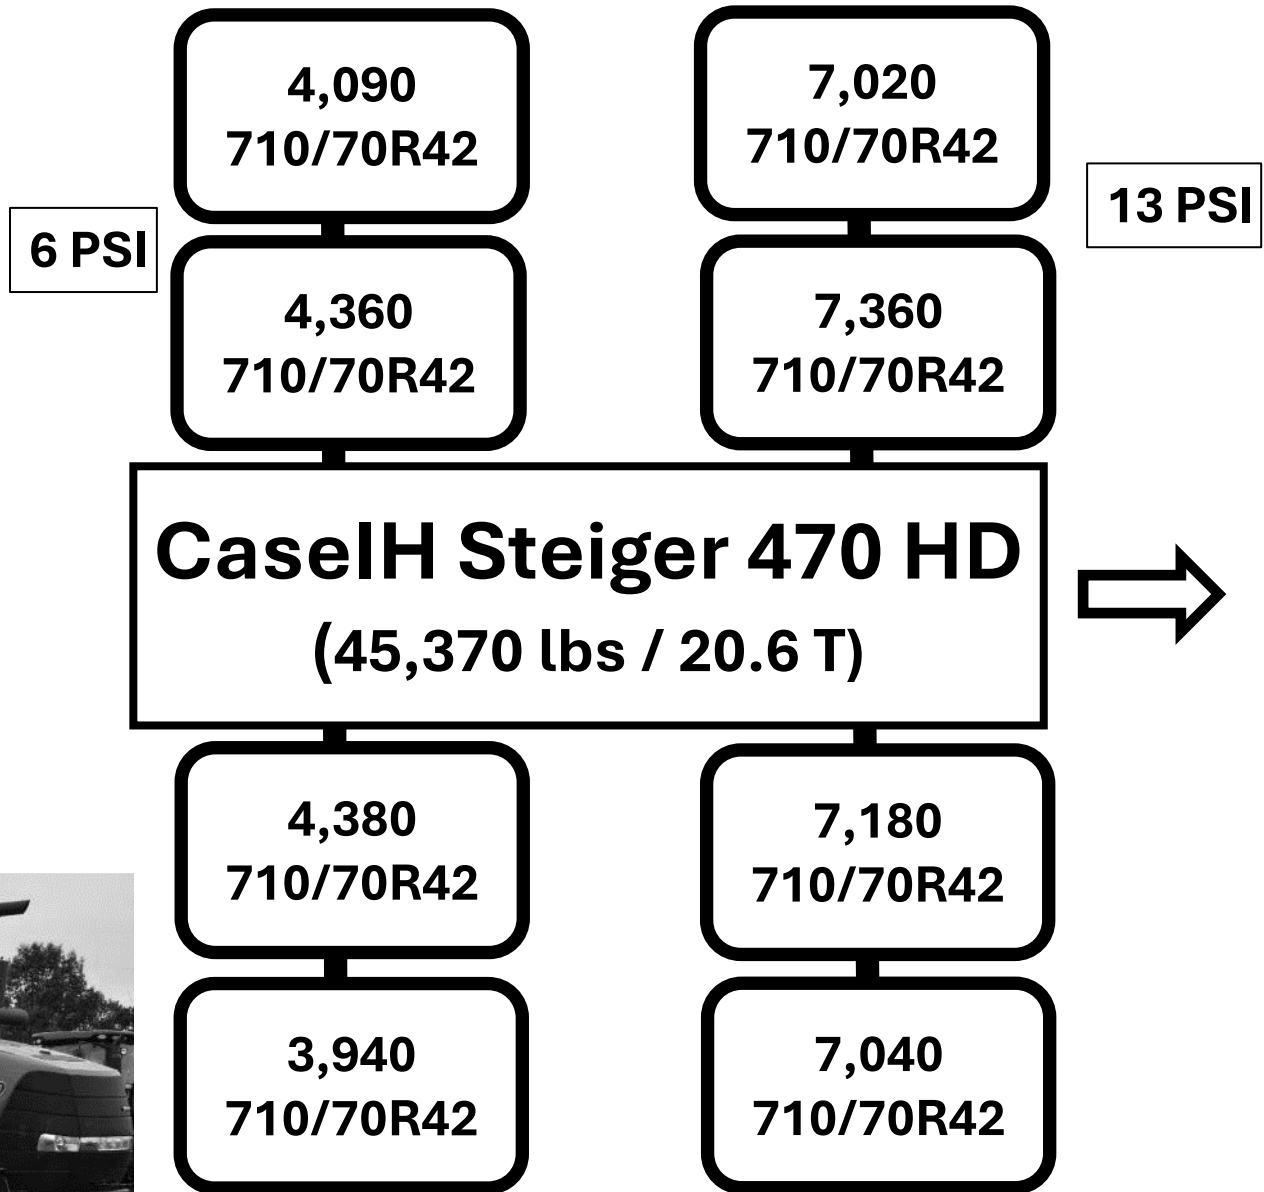 4,090
710/70R42
7,020
710/70R42
6 PSI
13 PSI
4,360
710/70R42
7,360
710/70R42
CaseIH Steiger 470 HD
(45,370 lbs / 20.6 T)
4,380
710/70R42
7,180
710/70R42
3,940
710/70R42
7,040
710/70R42